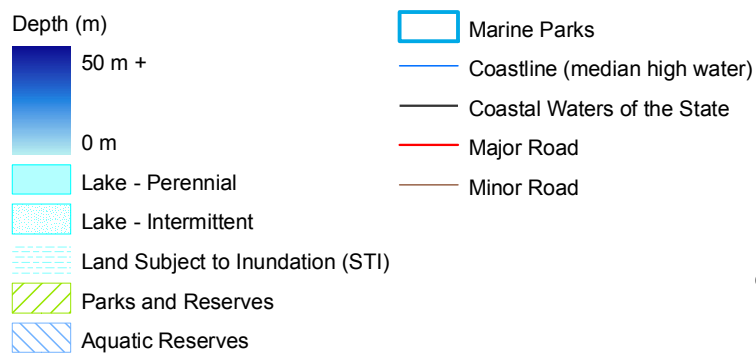 Depth (m)
50 m +
0 m
Lake - Perennial
Lake - Intermittent
Land Subject to Inundation (STI)
Parks and Reserves
Aquatic Reserves
Marine Parks
Coastline (median high water)
Coastal Waters of the State
Major Road
Minor Road